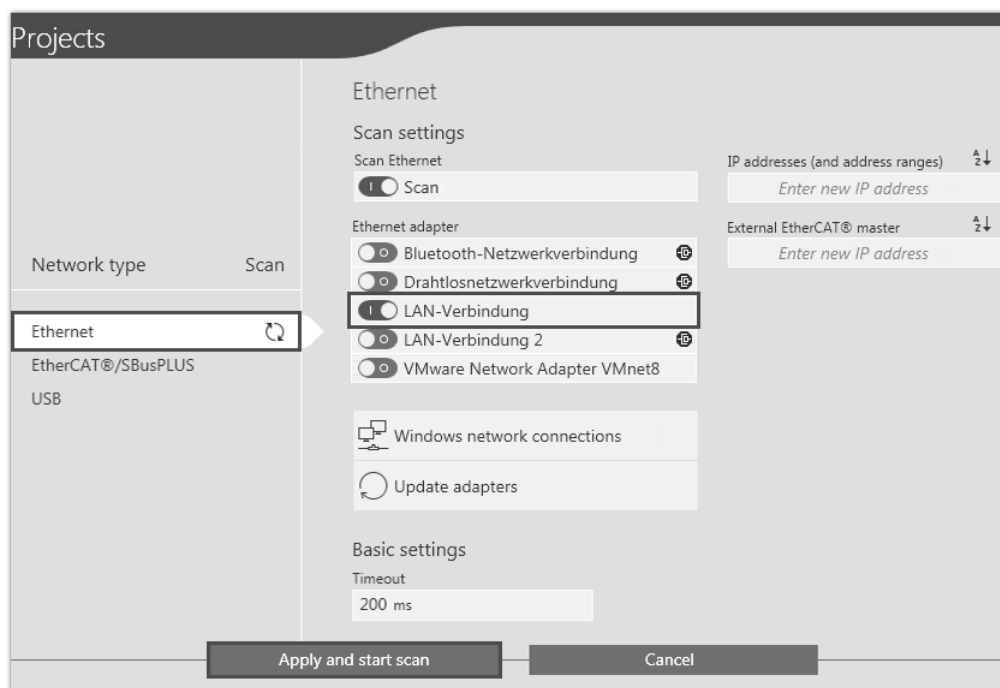 Projects
Network type Scan
Ethernet
EtherCAT®/SBusPLUS
USB
Ethernet
Scan settings
Scan Ethernet
Scan
Ethernet adapter
Bluetooth-Netzwerkverbindung
Drahtlosnetzwerkverbindung
LAN-Verbindung
LAN-Verbindung 2
VMware Network Adapter VMnet8
Windows network connections
Update adapters
Basic settings
Timeout
200 ms
IP addresses (and address ranges) A Z
Enter new IP address
External EtherCAT® master A Z
Enter new IP address
Apply and start scan Cancel